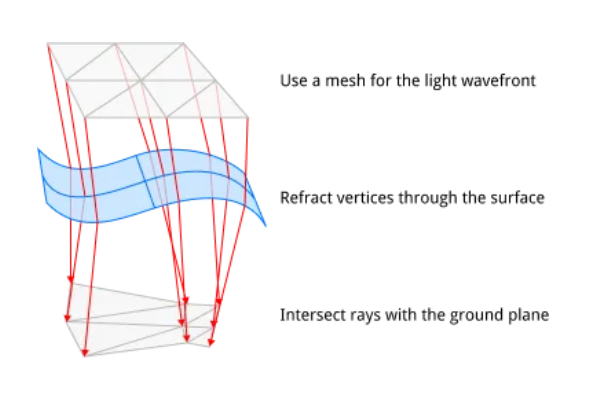 Use a mesh for the light wavefront
Refract vertices through the surface
Intersect rays with the ground plane